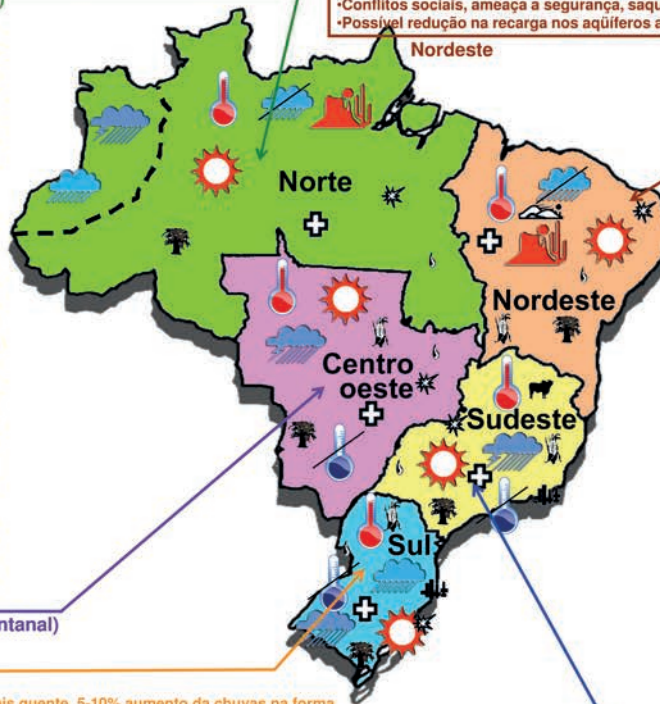 •Conflitos sociais, ameaça a segurança, saqu
•Possível redução na recarga nos aqüíferos a
Nordeste
Norte
Nordeste
Centro
oeste
Sudeste
Sul
ntanal)
is quente, 5-10% aumento da chuvas na forma